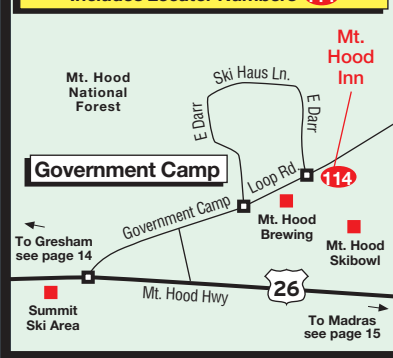 Includes Locator Numbers
Mt.
Hood
Inn
Mt. Hood
National
Forest
Ski Haus Ln.
E Darr
E Darr
Government Camp
Loop Rd
114
Government Camp
Mt. Hood
Brewing
Mt. Hood
Skibowl
To Gresham
see page 14
Mt. Hood Hwy
26
Summit
Ski Area
To Madras
see page 15